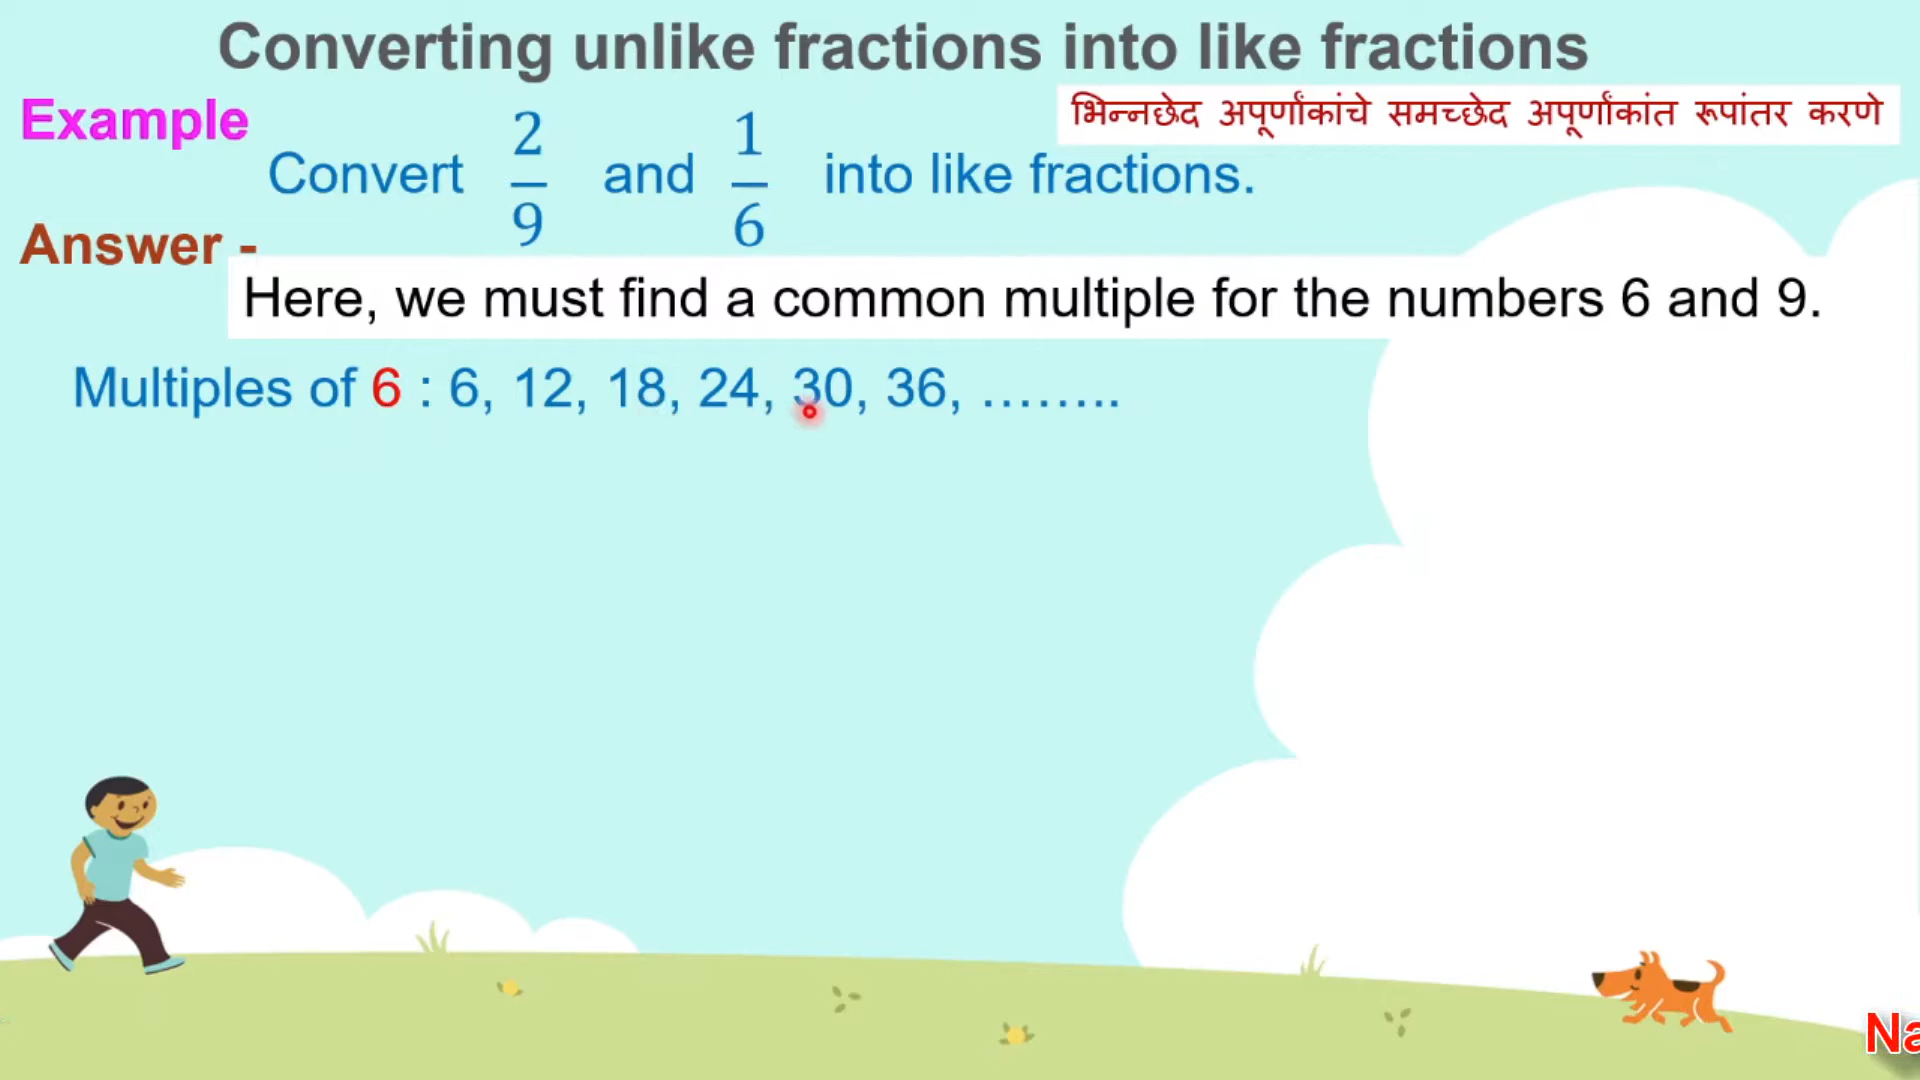 Converting unlike fractions into like fractions
Example
भिन्नछेद अपूर्णांकांचे समच्छेद अपूर्णांकांत रूपांतर करणे
Convert 2/9 and 1/6 into like fractions.
Answer -
Here, we must find a common multiple for the numbers 6 and 9.
Multiples of 6 : 6, 12, 18, 24, 30, 36, ……..
Na